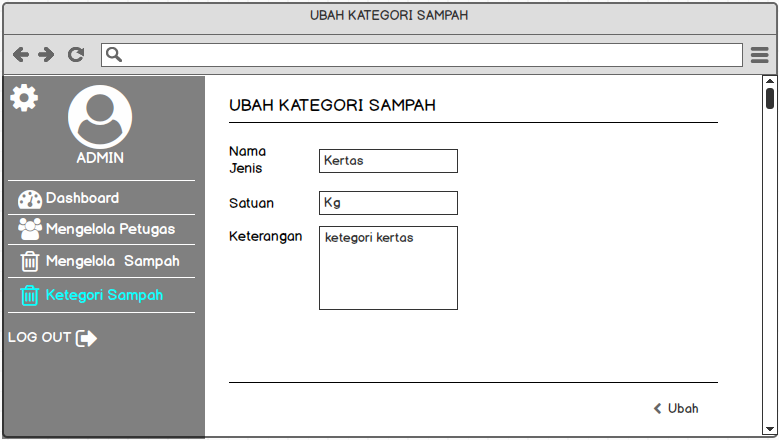 UBAH KATEGORI SAMPAH
ADMIN
Dashboard
Mengelola Petugas
Mengelola Sampah
Ketegori Sampah
LOG OUT
UBAH KATEGORI SAMPAH
Nama
Jenis
Kertas
Satuan
Kg
Keterangan
ketegori kertas
Ubah